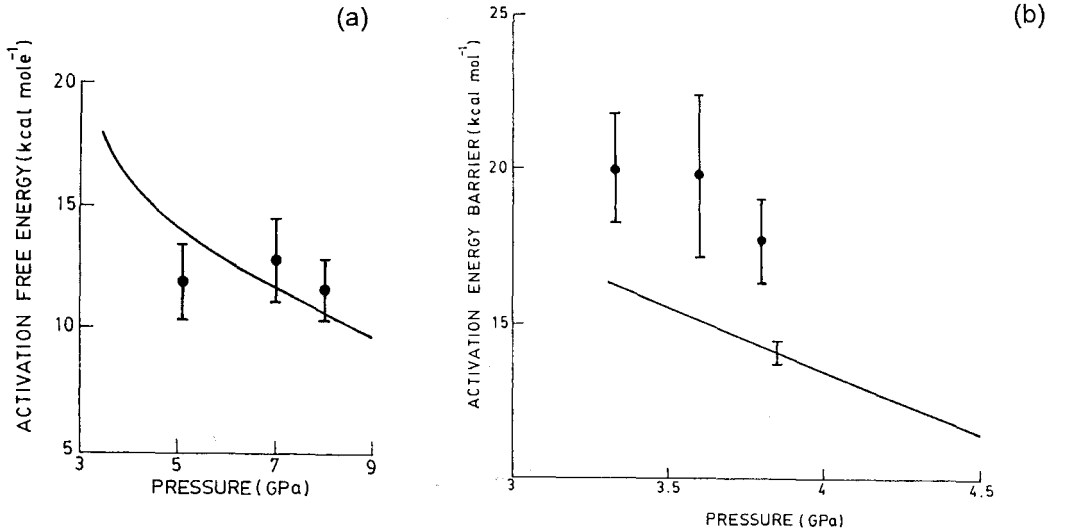 (a)
ACTIVATION FREE ENERGY (kcal mole⁻¹)
20
15
10
5
3 5 7 9
PRESSURE (GPa)
(b)
ACTIVATION ENERGY BARRIER (kcal mol⁻¹)
25
20
15
3 3.5 4 4.5
PRESSURE (GPa)